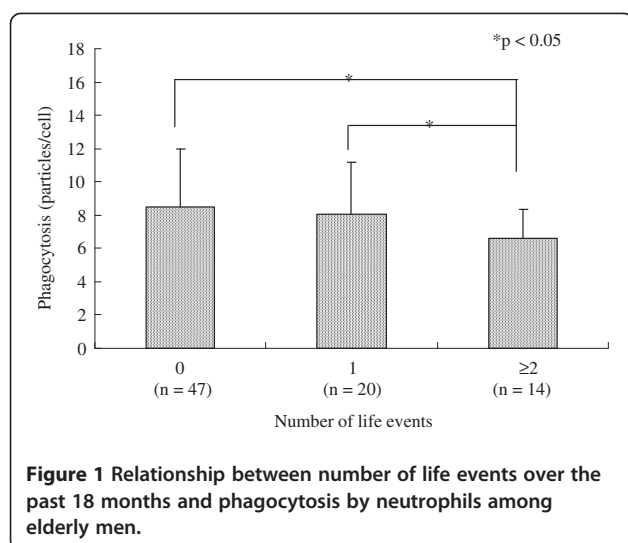 *p < 0.05
18
16
14
12
10
8
6
4
2
0
Phagocytosis (particles/cell)
*
*
0 1 ≥2
(n = 47) (n = 20) (n = 14)
Number of life events
Figure 1 Relationship between number of life events over the
past 18 months and phagocytosis by neutrophils among
elderly men.